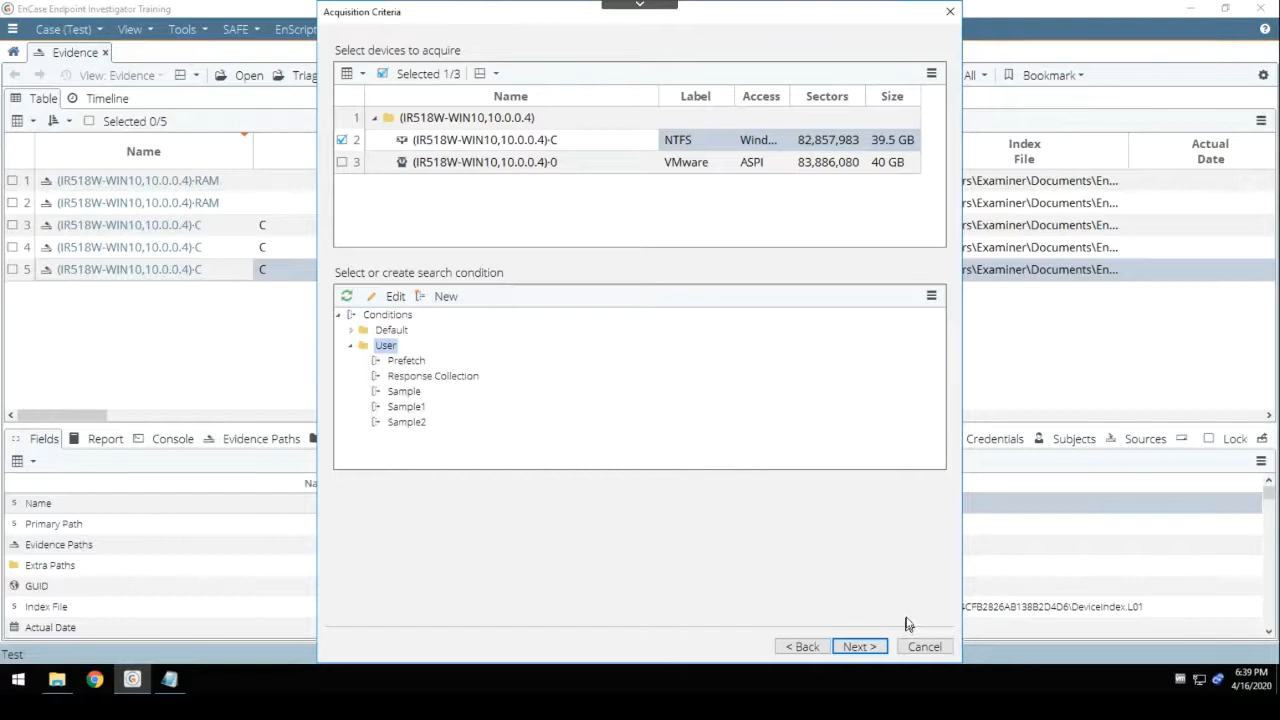 EnCase Endpoint Investigator Training
Acquisition Criteria
Case (Test) View Tools SAFE EnScript
Evidence
View: Evidence Open Triag
All Bookmark
Table Timeline
Selected 0/5
Name
Index File
Actual Date
1 (IR518W-WIN10,10.0.0.4)-RAM rs\Examiner\Documents\En...
2 (IR518W-WIN10,10.0.0.4)-RAM rs\Examiner\Documents\En...
3 (IR518W-WIN10,10.0.0.4)-C C rs\Examiner\Documents\En...
4 (IR518W-WIN10,10.0.0.4)-C C rs\Examiner\Documents\En...
5 (IR518W-WIN10,10.0.0.4)-C C rs\Examiner\Documents\En...
Select devices to acquire
Selected 1/3
Name Label Access Sectors Size
1 (IR518W-WIN10,10.0.0.4)
2 (IR518W-WIN10,10.0.0.4)-C NTFS Wind... 82,857,983 39.5 GB
3 (IR518W-WIN10,10.0.0.4)-0 VMware ASPI 83,886,080 40 GB
Select or create search condition
Edit New
Conditions
Default
User
Prefetch
Response Collection
Sample
Sample1
Sample2
< Back Next > Cancel
Fields Report Console Evidence Paths
Credentials Subjects Sources Lock
Na
Name
Primary Path
Evidence Paths
Extra Paths
GUID
Index File
4CFB2826AB138B2D4D6\DeviceIndex.L01
Actual Date
Test
6:39 PM
4/16/2020